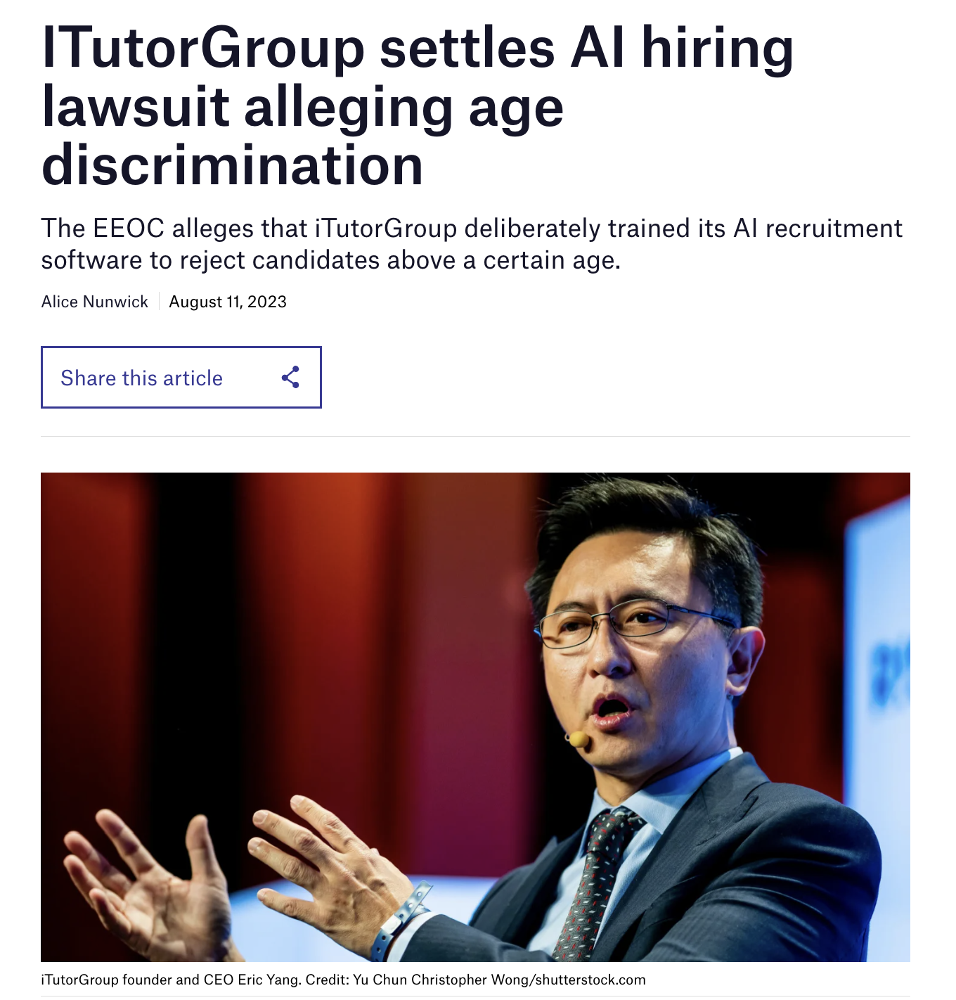 ITutorGroup settles AI hiring
lawsuit alleging age
discrimination
The EEOC alleges that iTutorGroup deliberately trained its AI recruitment
software to reject candidates above a certain age.
Alice Nunwick
August 11, 2023
Share this article
iTutorGroup founder and CEO Eric Yang. Credit: Yu Chun Christopher Wong/shutterstock.com